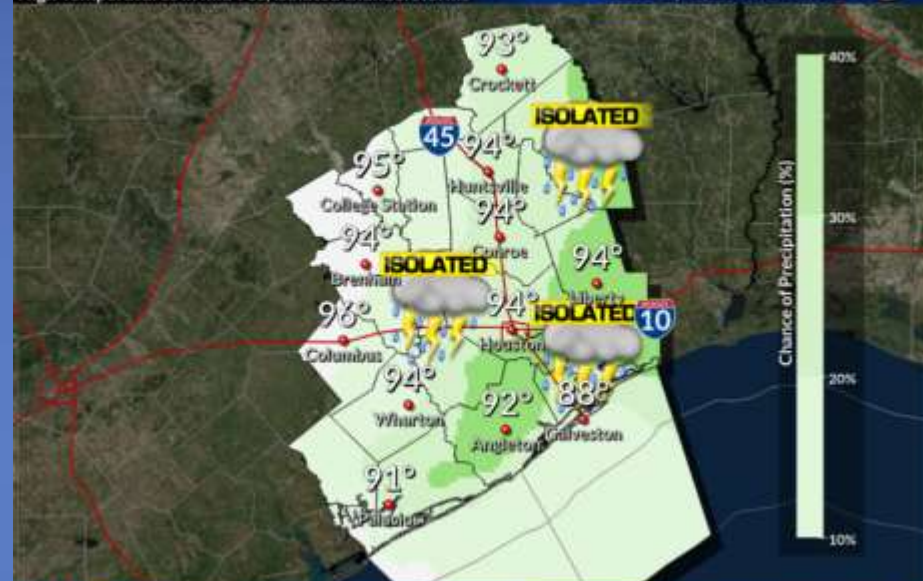 93°
Crockett
ISOLATED
45
94°
Huntsville
95°
College Station
94°
Conroe
94°
Brenham
ISOLATED
94°
Liberty
94°
Houston
ISOLATED
10
96°
Columbus
94°
Wharton
92°
Angleton
88°
Galveston
91°
Palacios
40%
30%
20%
10%
Chance of Precipitation (%)